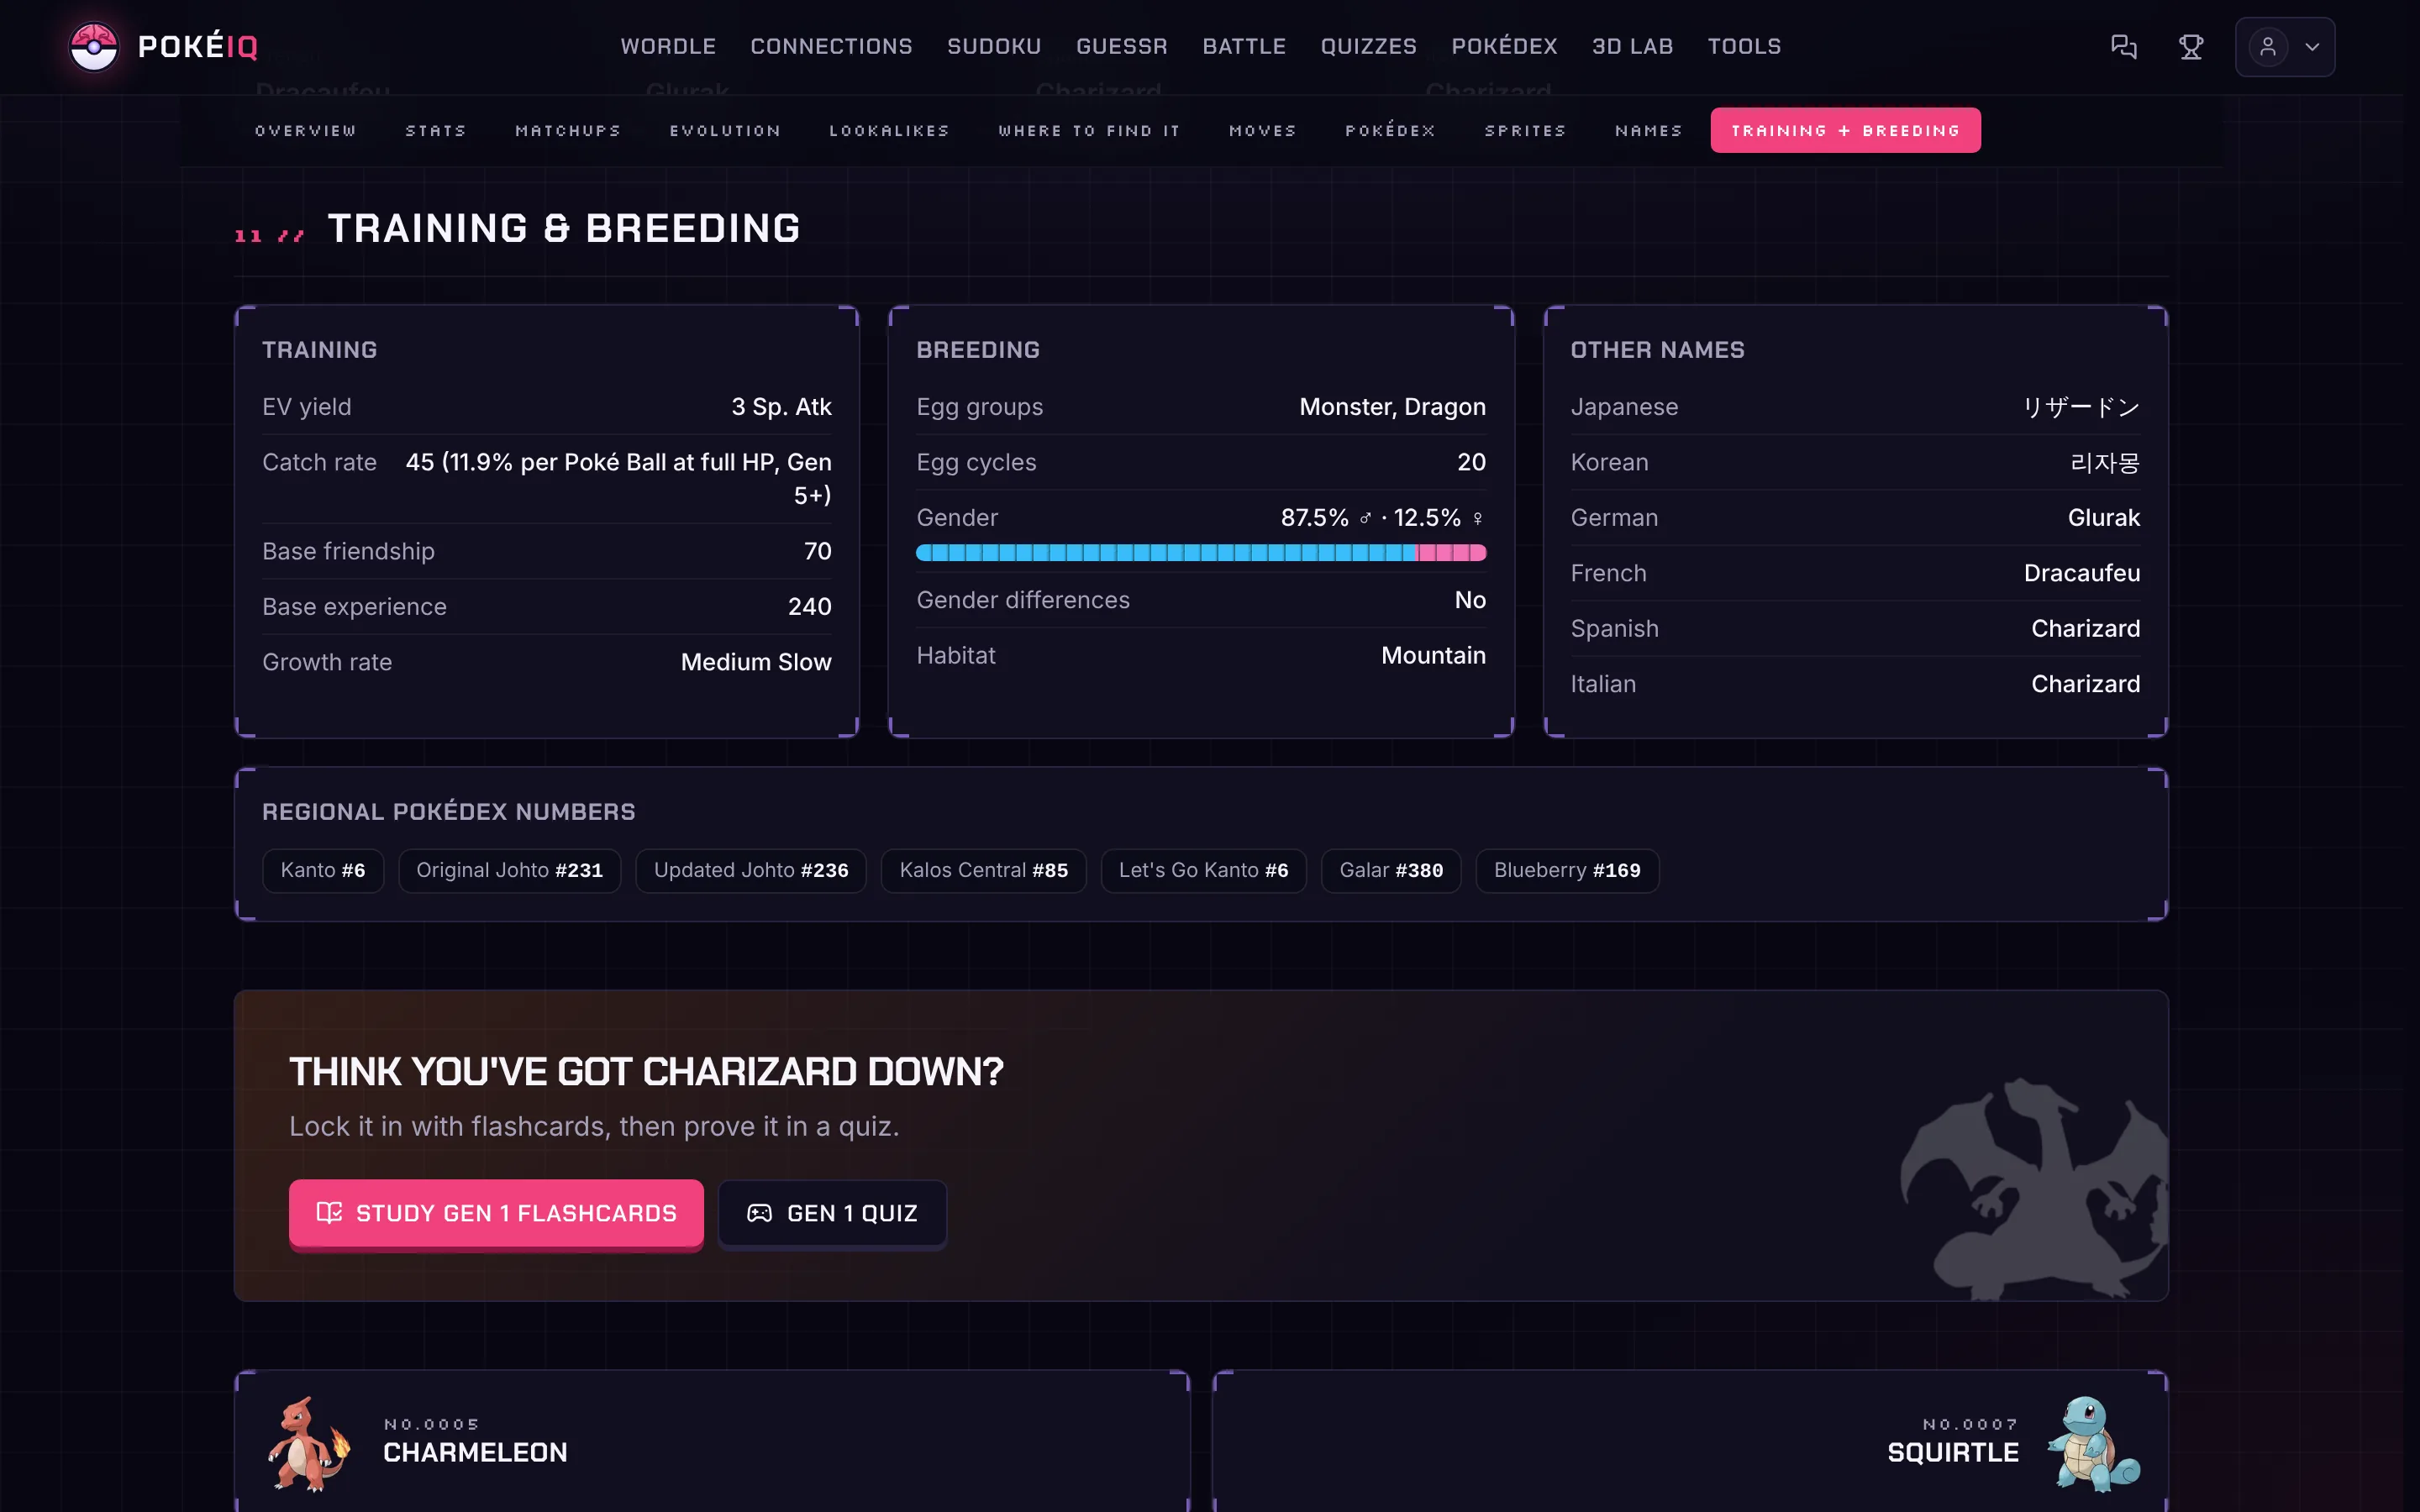 POKÉIQ
WORDLE CONNECTIONS SUDOKU GUESSR BATTLE QUIZZES POKÉDEX 3D LAB TOOLS
Dracaufeu Glurak Charizard Charizard
OVERVIEW STATS MATCHUPS EVOLUTION LOOKALIKES WHERE TO FIND IT MOVES POKÉDEX SPRITES NAMES TRAINING + BREEDING
11 // TRAINING & BREEDING
TRAINING
EV yield 3 Sp. Atk
Catch rate 45 (11.9% per Poké Ball at full HP, Gen
5+)
Base friendship 70
Base experience 240
Growth rate Medium Slow
BREEDING
Egg groups Monster, Dragon
Egg cycles 20
Gender 87.5% ♂ · 12.5% ♀
Gender differences No
Habitat Mountain
OTHER NAMES
Japanese リザードン
Korean 리자몽
German Glurak
French Dracaufeu
Spanish Charizard
Italian Charizard
REGIONAL POKÉDEX NUMBERS
Kanto #6 Original Johto #231 Updated Johto #236 Kalos Central #85 Let's Go Kanto #6 Galar #380 Blueberry #169
THINK YOU'VE GOT CHARIZARD DOWN?
Lock it in with flashcards, then prove it in a quiz.
STUDY GEN 1 FLASHCARDS GEN 1 QUIZ
NO.0005
CHARMELEON
NO.0007
SQUIRTLE